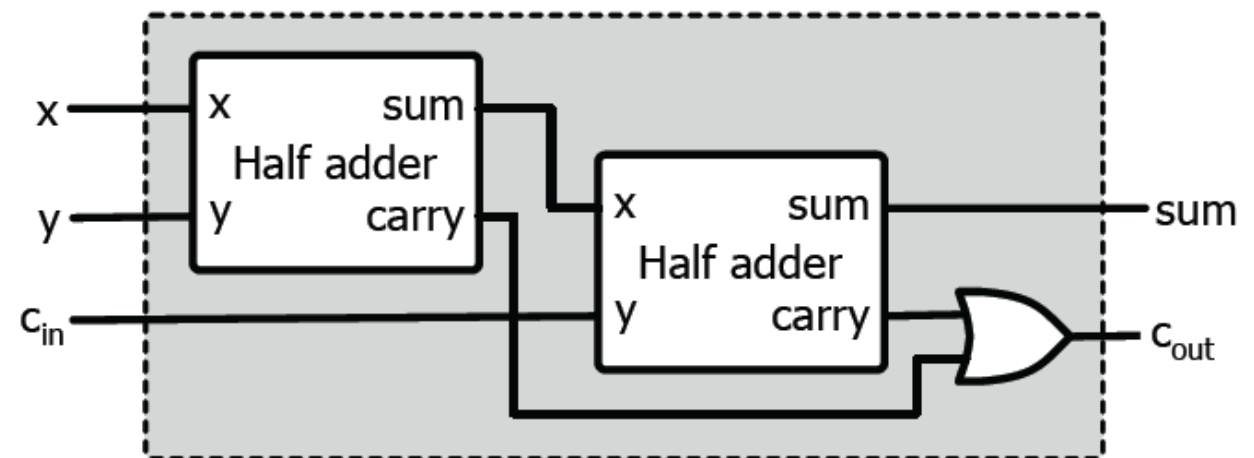 x
x sum
Half adder
y
y carry
x sum
sum
Half adder
c_in
y carry
c_out